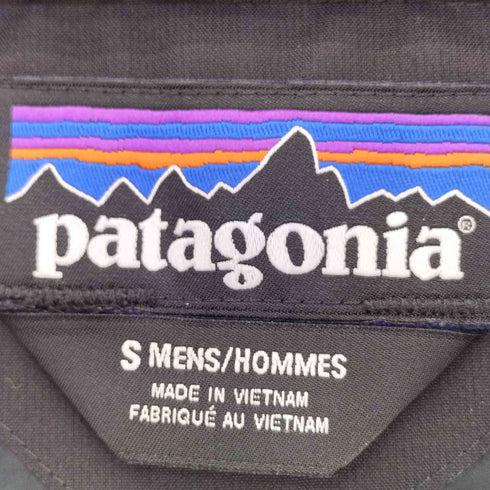 patagonia®
S MENS/HOMMES
MADE IN VIETNAM
FABRIQUÉ AU VIETNAM